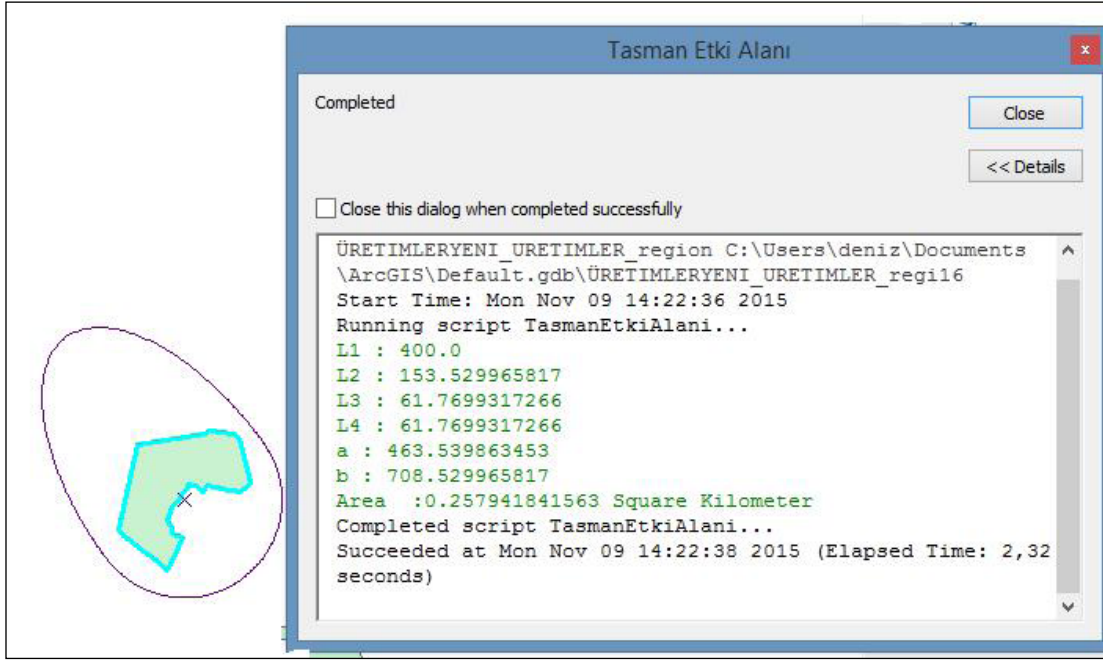 Tasman Etki Alanı
x
Completed
Close
<< Details
Close this dialog when completed successfully
ÜRETIMLERYENI_URETIMLER_region C:\Users\deniz\Documents
\ArcGIS\Default.gdb\ÜRETIMLERYENI_URETIMLER_regi16
Start Time: Mon Nov 09 14:22:36 2015
Running script TasmanEtkiAlani...
L1 : 400.0
L2 : 153.529965817
L3 : 61.7699317266
L4 : 61.7699317266
a : 463.539863453
b : 708.529965817
Area  :0.257941841563 Square Kilometer
Completed script TasmanEtkiAlani...
Succeeded at Mon Nov 09 14:22:38 2015 (Elapsed Time: 2,32
seconds)